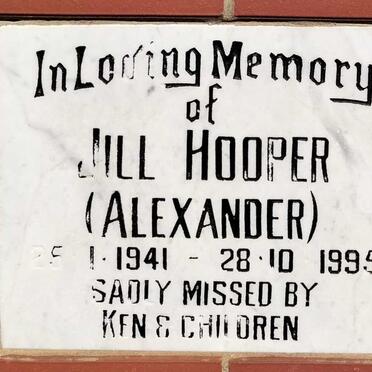 In Loving Memory
of
JILL HOOPER
(ALEXANDER)
25·1·1941 - 28·10 1995
SADLY MISSED BY
KEN & CHILDREN